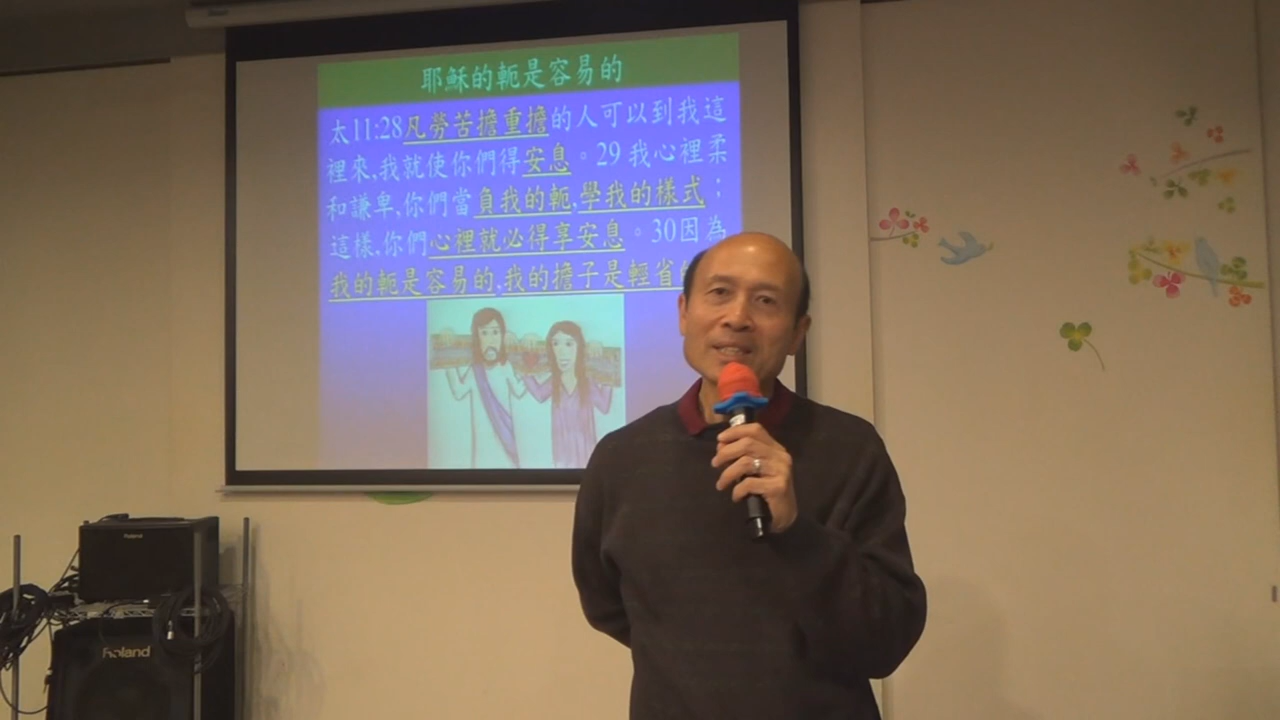 耶穌的軛是容易的
太11:28凡勞苦擔重擔的人可以到我這
裡來,我就使你們得安息。29我心裡柔
和謙卑,你們當負我的軛,學我的樣式；
這樣,你們心裡就必得享安息。30因為
我的軛是容易的,我的擔子是輕省
Roland
Roland